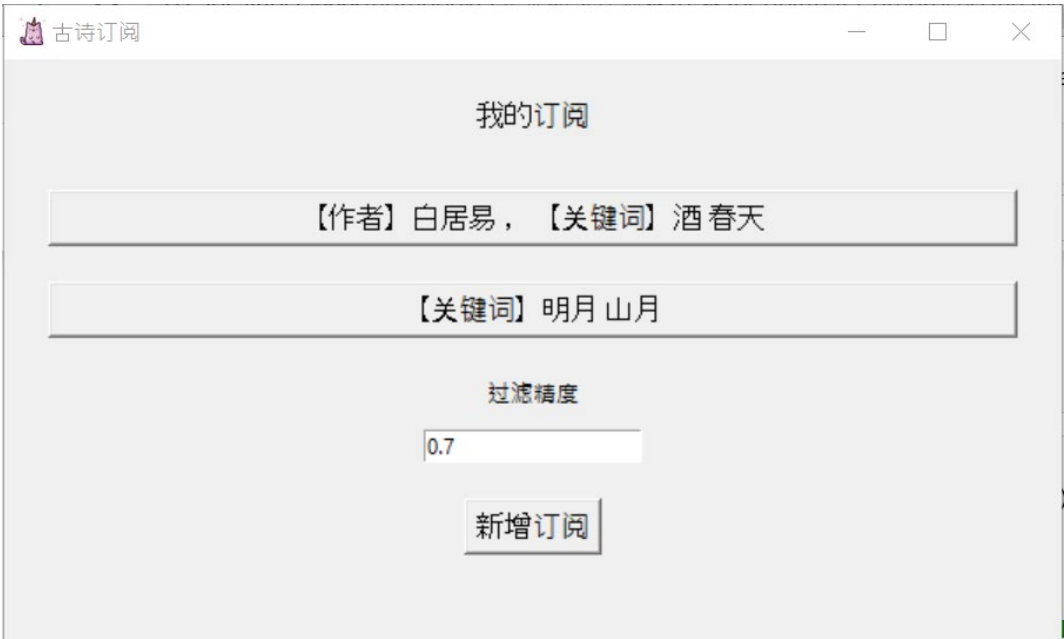 古诗订阅
我的订阅
【作者】白居易，【关键词】酒 春天
【关键词】明月 山月
过滤精度
0.7
新增订阅